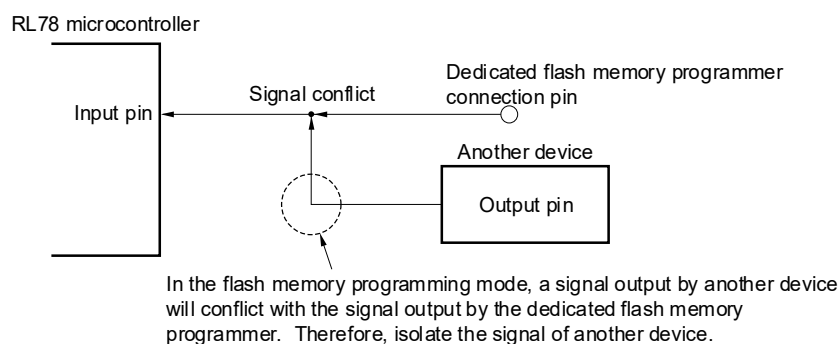 RL78 microcontroller
Dedicated flash memory programmer
connection pin
Signal conflict
Input pin
Another device
Output pin
In the flash memory programming mode, a signal output by another device
will conflict with the signal output by the dedicated flash memory
programmer.  Therefore, isolate the signal of another device.